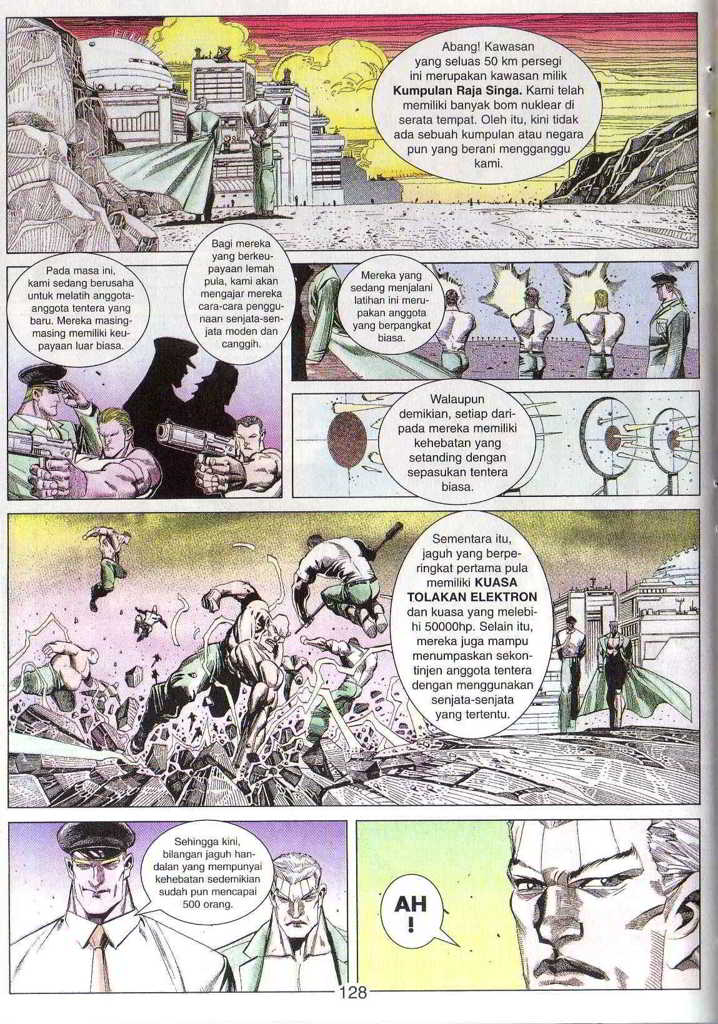 Abang! Kawasan
yang seluas 50 km persegi
ini merupakan kawasan milik
Kumpulan Raja Singa. Kami telah
memiliki banyak bom nuklear di
serata tempat. Oleh itu, kini tidak
ada sebuah kumpulan atau negara
pun yang berani mengganggu
kami.
Pada masa ini,
kami sedang berusaha
untuk melatih anggota-
anggota tentera yang
baru. Mereka masing-
masing memiliki keu-
payaan luar biasa.
Bagi mereka
yang berkeu-
payaan lemah
pula, kami akan
mengajar mereka
cara-cara penggu-
naan senjata-sen-
jata moden dan
canggih.
Mereka yang
sedang menjalani
latihan ini meru-
pakan anggota
yang berpangkat
biasa.
Walaupun
demikian, setiap dari-
pada mereka memiliki
kehebatan yang
setanding dengan
sepasukan tentera
biasa.
Sementara itu,
jaguh yang berpe-
ringkat pertama pula
memiliki KUASA
TOLAKAN ELEKTRON
dan kuasa yang melebi-
hi 50000hp. Selain itu,
mereka juga mampu
menumpaskan sekon-
tinjen anggota tentera
dengan menggunakan
senjata-senjata
yang tertentu.
Sehingga kini,
bilangan jaguh han-
dalan yang mempunyai
kehebatan sedemikian
sudah pun mencapai
500 orang.
AH
!
128